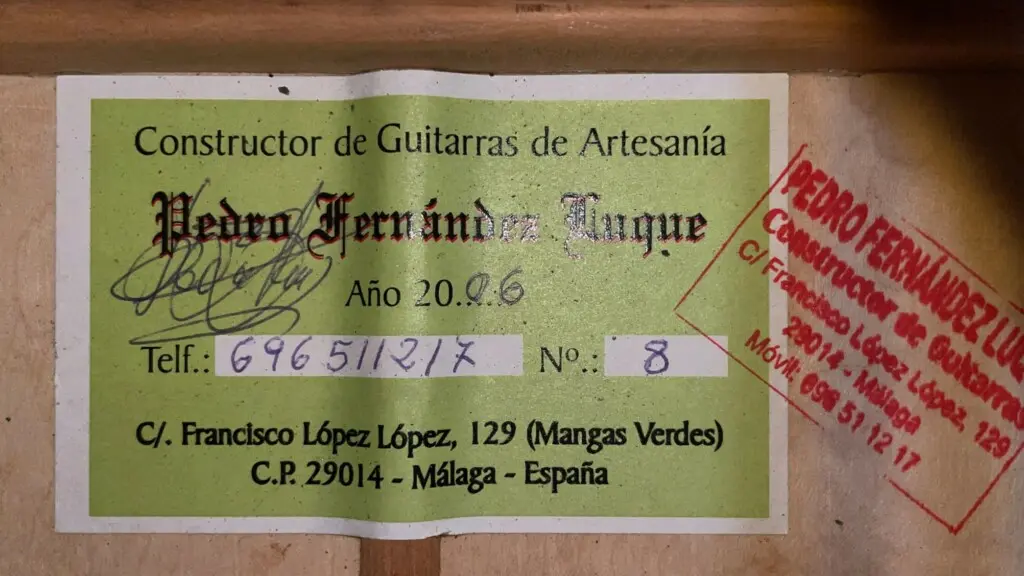 Constructor de Guitarras de Artesanía
Pedro Fernández Luque
Año 20.06
Telf.: 696511217 Nº.: 8
C/. Francisco López López, 129 (Mangas Verdes)
C.P. 29014 - Málaga - España
PEDRO FERNÁNDEZ LUQ
Constructor de Guitarras
C/ Francisco López López, 129
29014 - Málaga
Móvil: 696 51 12 17